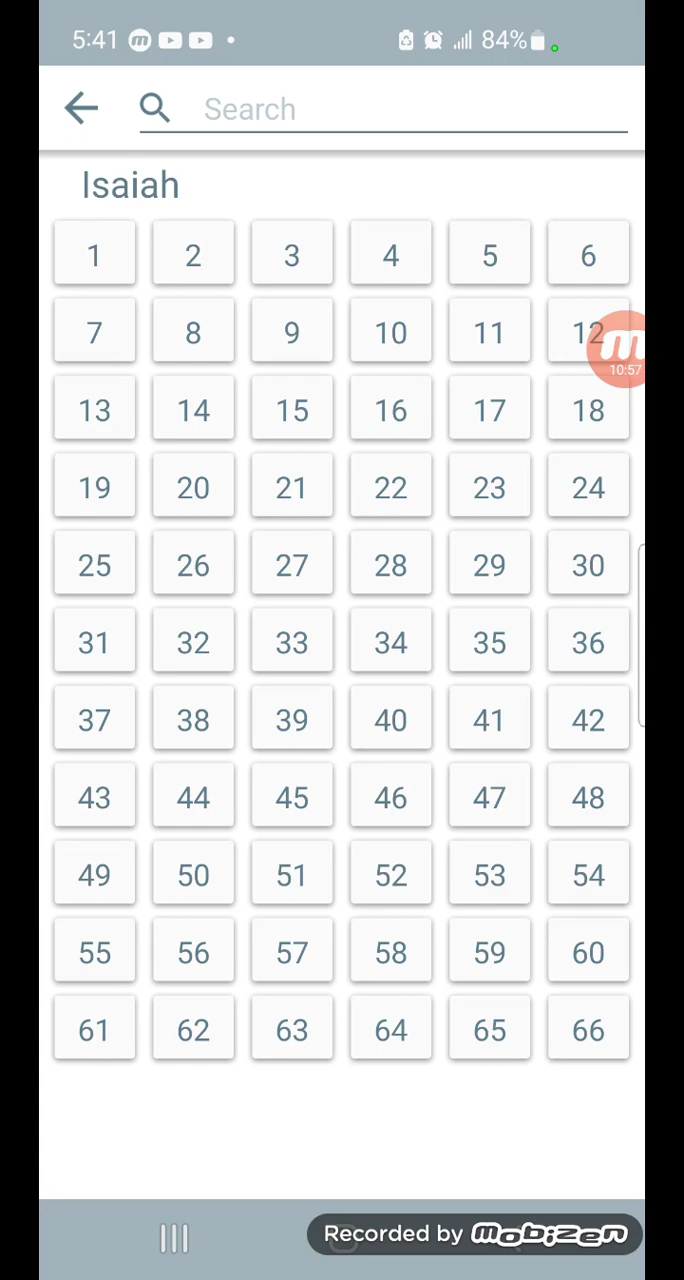 5:41 84%
Search
Isaiah
1 2 3 4 5 6
7 8 9 10 11 12
10:57
13 14 15 16 17 18
19 20 21 22 23 24
25 26 27 28 29 30
31 32 33 34 35 36
37 38 39 40 41 42
43 44 45 46 47 48
49 50 51 52 53 54
55 56 57 58 59 60
61 62 63 64 65 66
Recorded by mobizen